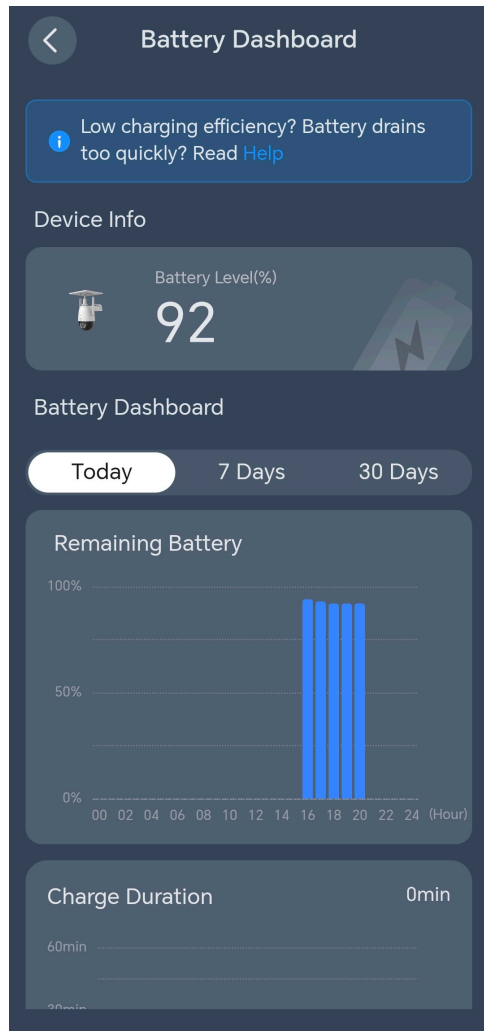 Battery Dashboard
Low charging efficiency? Battery drains
too quickly? Read Help
Device Info
Battery Level(%)
92
Battery Dashboard
Today 7 Days 30 Days
Remaining Battery
100%
50%
0%
00 02 04 06 08 10 12 14 16 18 20 22 24 (Hour)
Charge Duration 0min
60min
30min